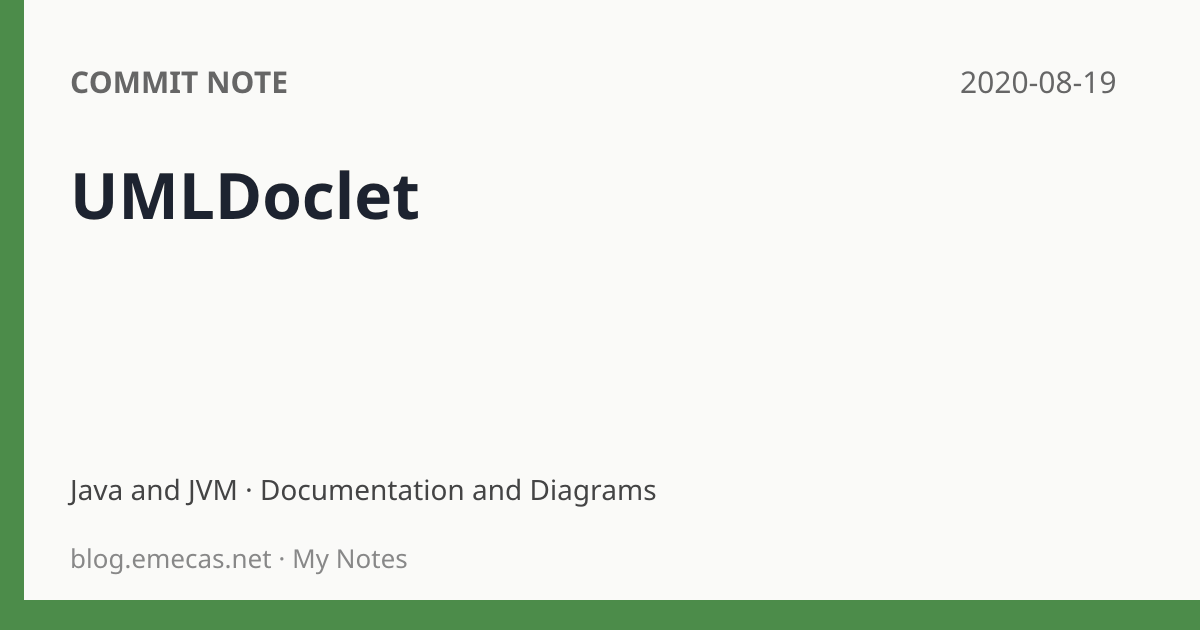 COMMIT NOTE
2020-08-19
UMLDoclet
Java and JVM · Documentation and Diagrams
blog.emecas.net · My Notes